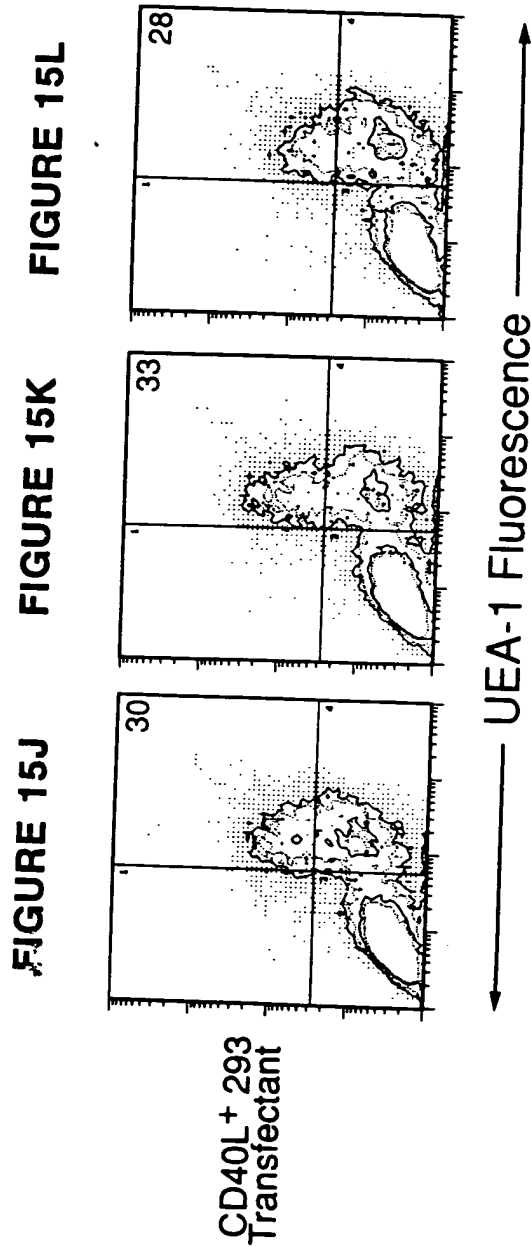 FIGURE 15J
FIGURE 15K
FIGURE 15L
30
33
28
CD40L⁺ 293
Transfectant
UEA-1 Fluorescence